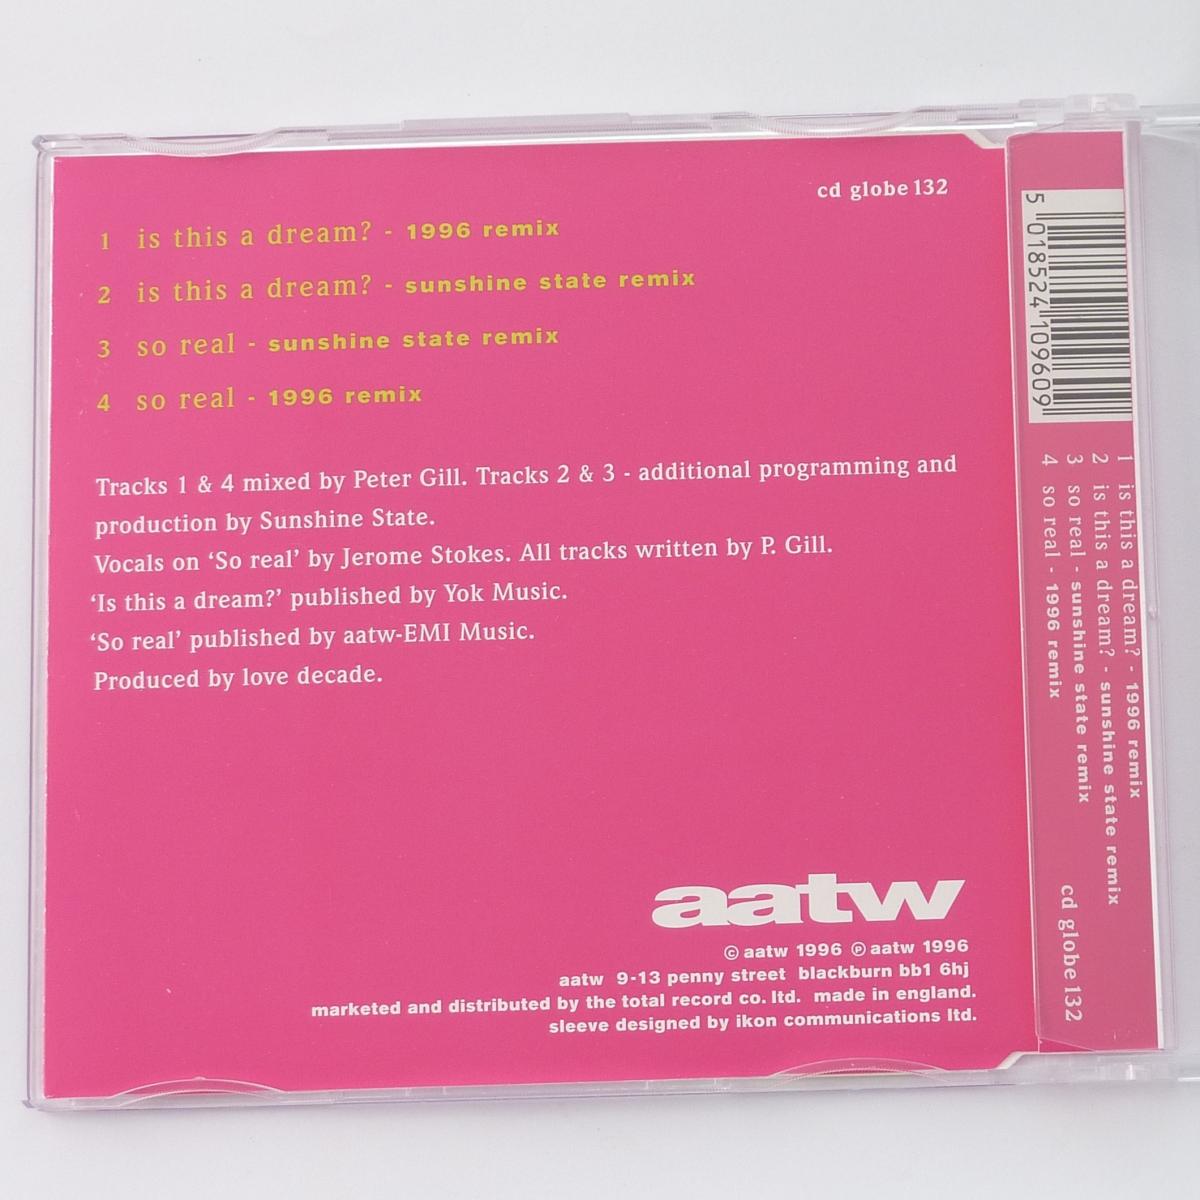 cd globe 132
1 is this a dream? - 1996 remix
2 is this a dream? - sunshine state remix
3 so real - sunshine state remix
4 so real - 1996 remix
Tracks 1 & 4 mixed by Peter Gill. Tracks 2 & 3 - additional programming and
production by Sunshine State.
Vocals on ‘So real’ by Jerome Stokes. All tracks written by P. Gill.
‘Is this a dream?’ published by Yok Music.
‘So real’ published by aatw-EMI Music.
Produced by love decade.
aatw
© aatw 1996 ℗ aatw 1996
aatw 9-13 penny street blackburn bb1 6hj
marketed and distributed by the total record co. ltd. made in england.
sleeve designed by ikon communications ltd.
5 018524 109609
1 is this a dream? - 1996 remix
2 is this a dream? - sunshine state remix
3 so real - sunshine state remix
4 so real - 1996 remix
cd globe 132